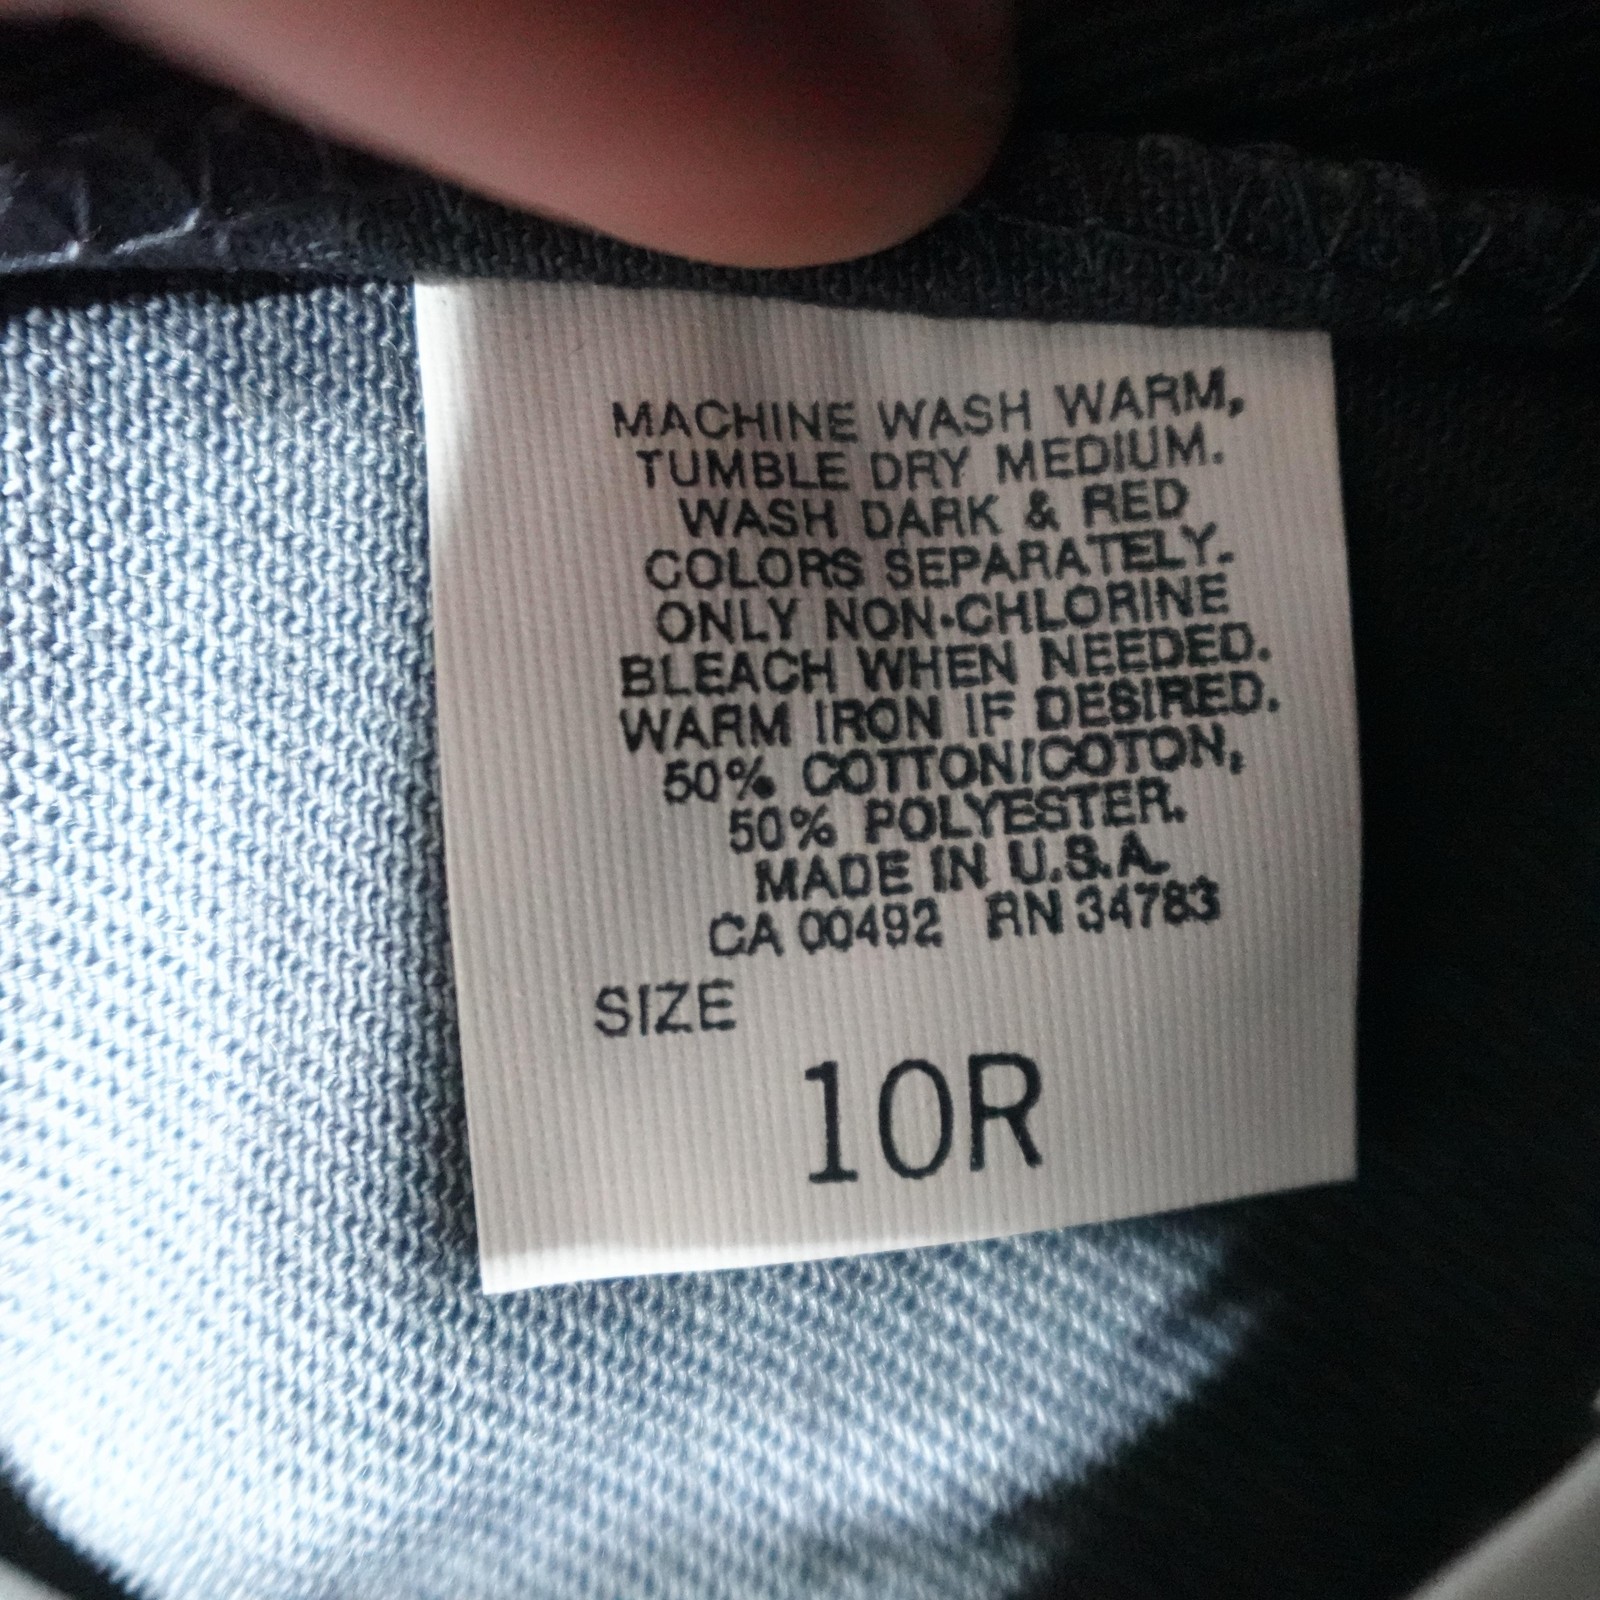 MACHINE WASH WARM,
TUMBLE DRY MEDIUM.
WASH DARK & RED
COLORS SEPARATELY.
ONLY NON-CHLORINE
BLEACH WHEN NEEDED.
WARM IRON IF DESIRED.
50% COTTON/COTON,
50% POLYESTER.
MADE IN U.S.A.
CA 00492 RN 34783
SIZE
10R